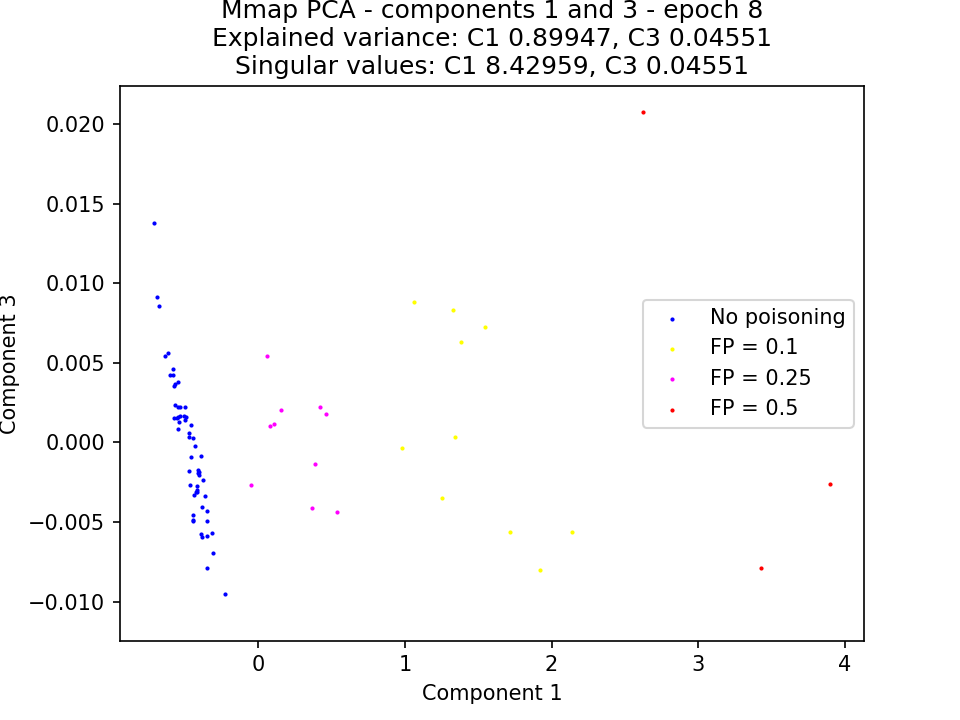 Mmap PCA - components 1 and 3 - epoch 8
Explained variance: C1 0.89947, C3 0.04551
Singular values: C1 8.42959, C3 0.04551
0.020
0.015
0.010
0.005
0.000
−0.005
−0.010
Component 3
No poisoning
FP = 0.1
FP = 0.25
FP = 0.5
0 1 2 3 4
Component 1